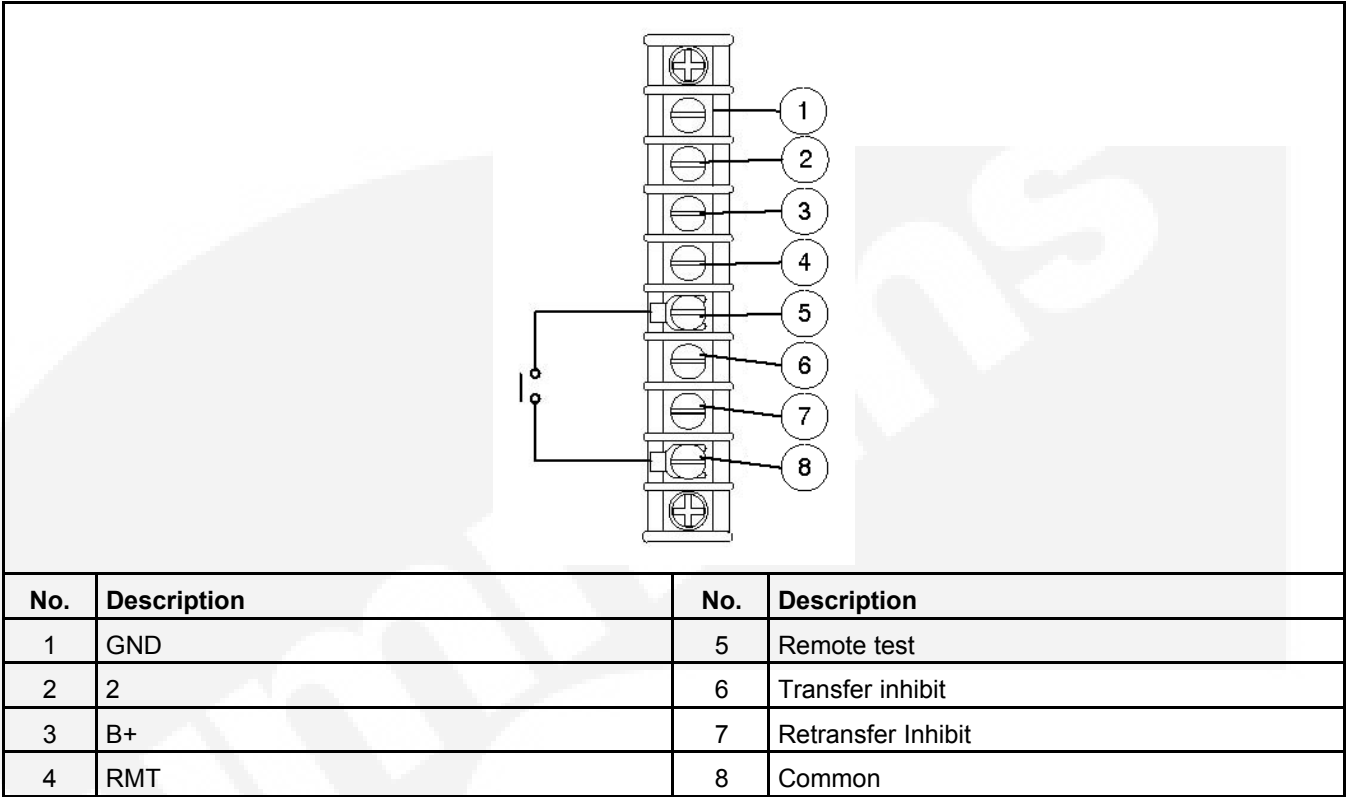 1
2
3
4
5
6
7
8
No. Description No. Description
1 GND 5 Remote test
2 2 6 Transfer inhibit
3 B+ 7 Retransfer Inhibit
4 RMT 8 Common